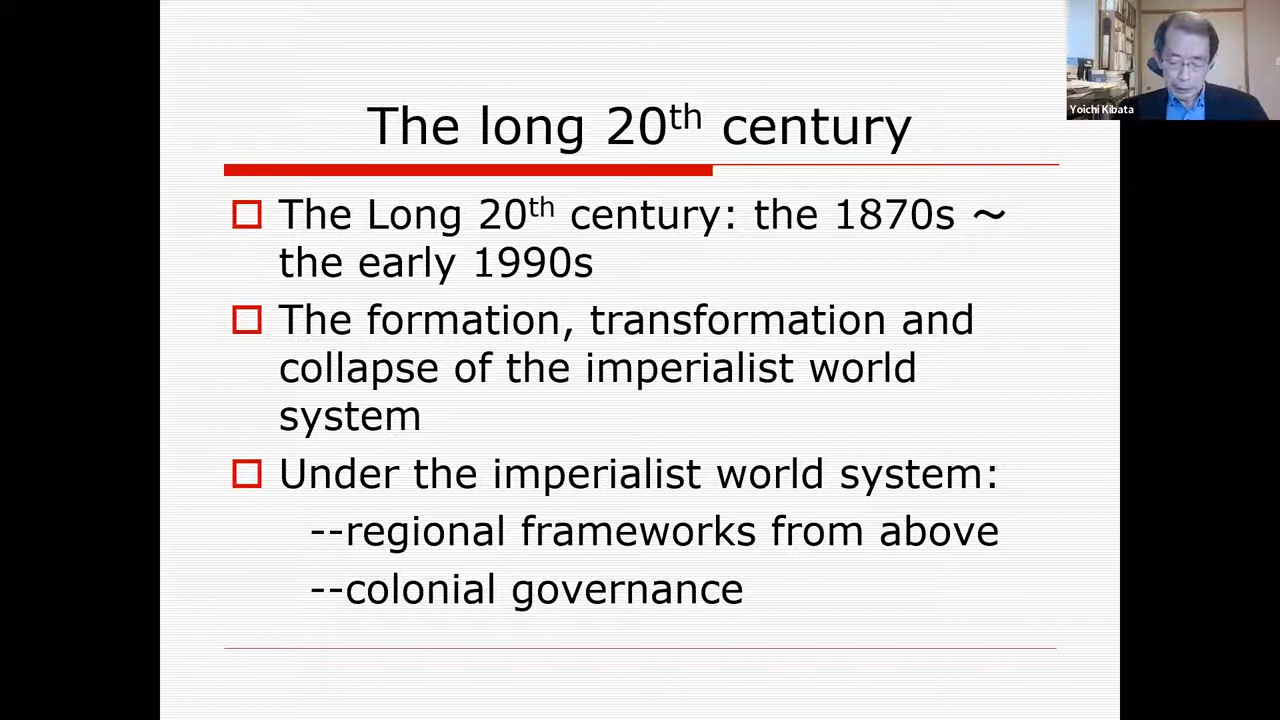 The long 20th century
The Long 20th century: the 1870s ～
the early 1990s
The formation, transformation and
collapse of the imperialist world
system
Under the imperialist world system:
--regional frameworks from above
--colonial governance
Yoichi Kibata